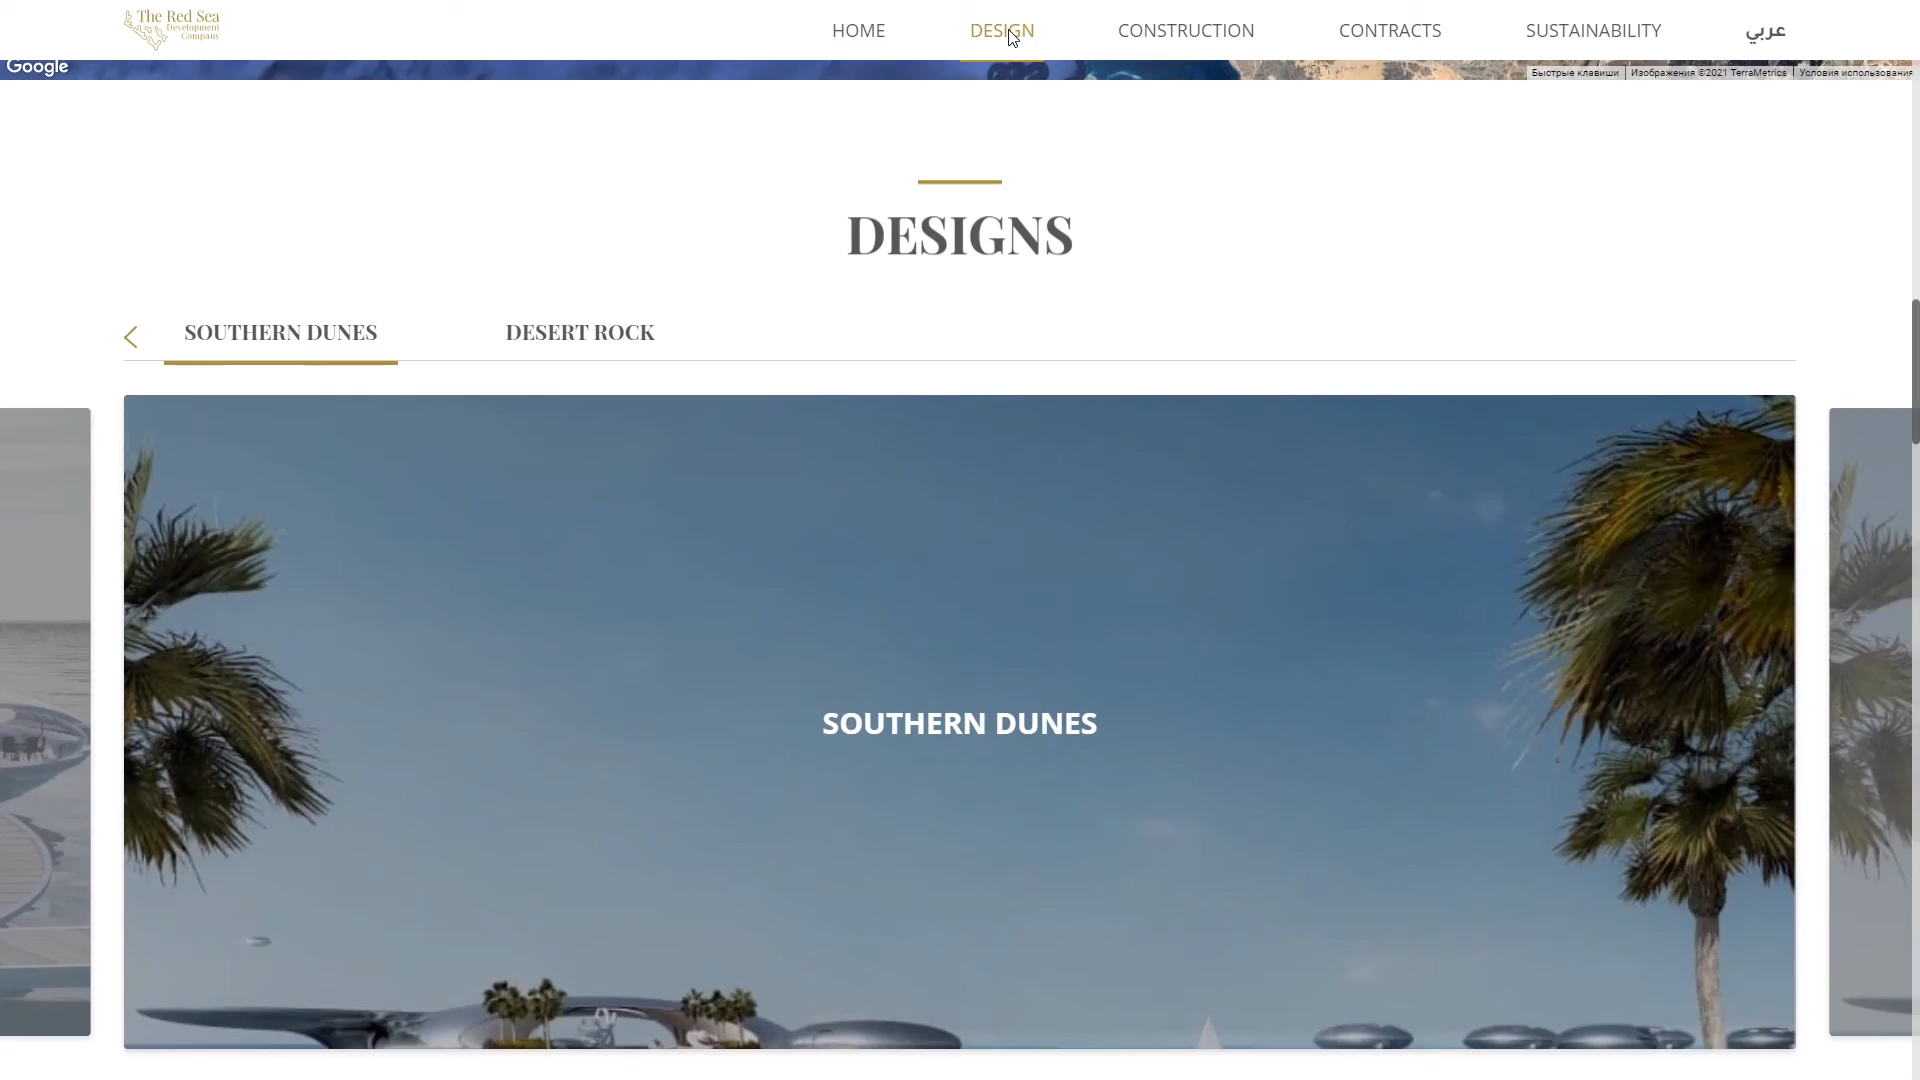 The Red Sea
Development
Company
HOME
DESIGN
CONSTRUCTION
CONTRACTS
SUSTAINABILITY
عربي
Google
Быстрые клавиши
Изображения ©2021 TerraMetrics
Условия использования
DESIGNS
SOUTHERN DUNES
DESERT ROCK
SOUTHERN DUNES